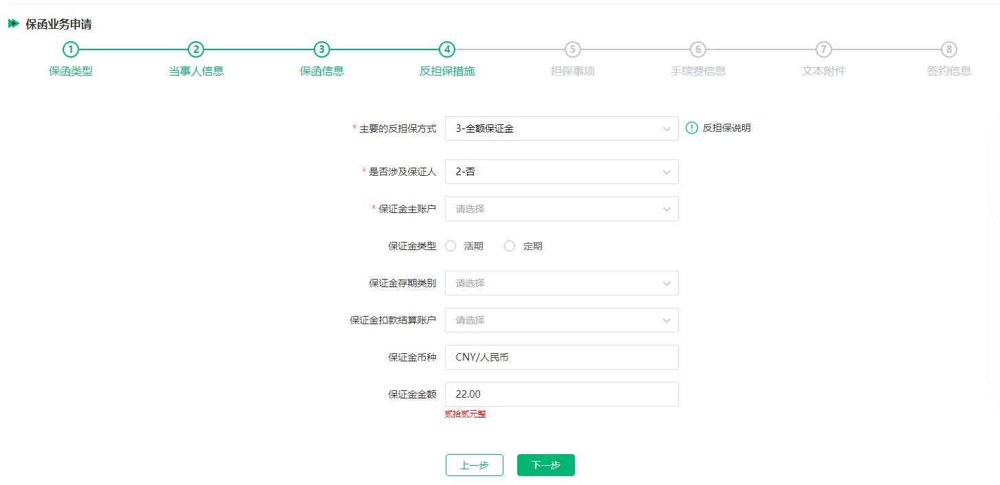 保函业务申请
1 2 3 4 5 6 7 8
保函类型 当事人信息 保函信息 反担保措施 担保事项 手续费信息 文本附件 签约信息
* 主要的反担保方式 3-全额保证金 ! 反担保说明
* 是否涉及保证人 2-否
* 保证金主账户 请选择
保证金类型 活期 定期
保证金存期类别 请选择
保证金扣款结算账户 请选择
保证金币种 CNY/人民币
保证金金额 22.00
贰拾贰元整
上一步 下一步